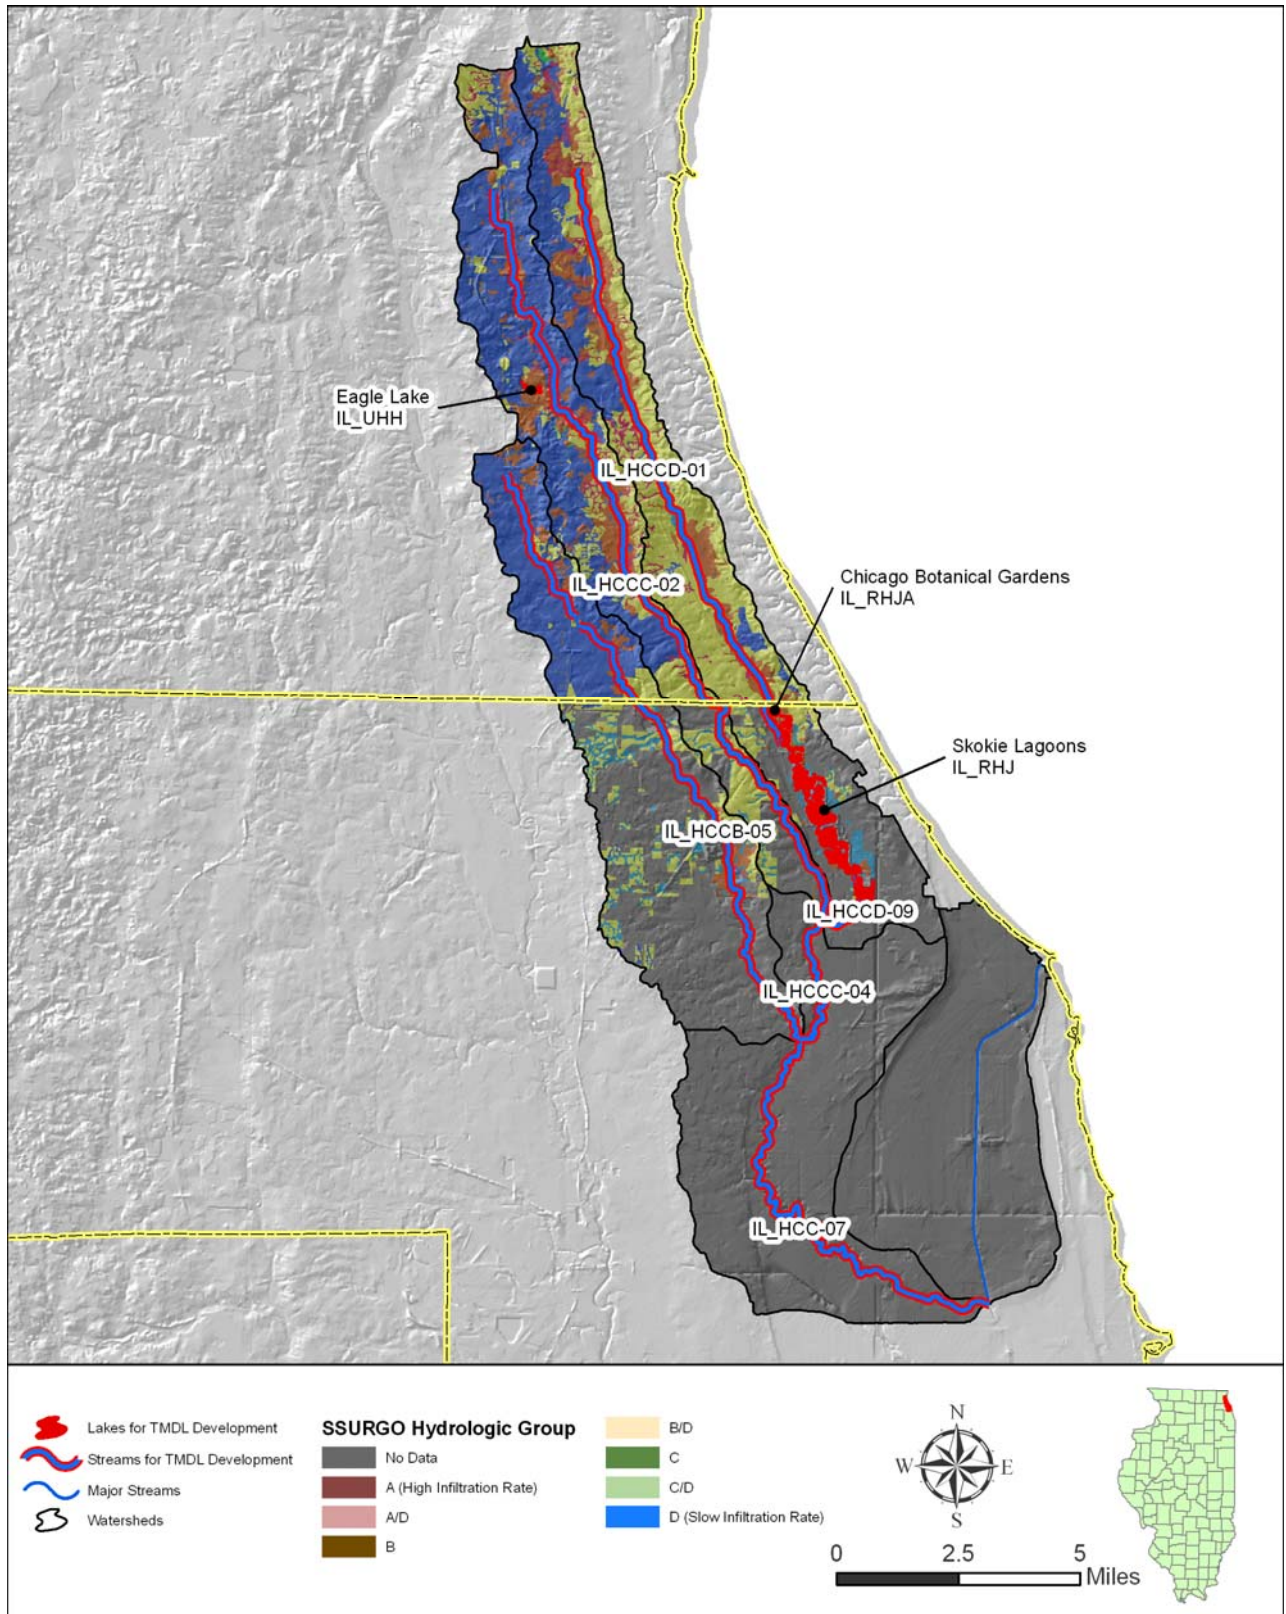 Eagle Lake
IL_UHH
IL_HCCD-01
Chicago Botanical Gardens
IL_RHJA
IL_HCCC-02
Skokie Lagoons
IL_RHJ
IL_HCCB-05
IL_HCCD-09
IL_HCCC-04
IL_HCC-07
Lakes for TMDL Development
Streams for TMDL Development
Major Streams
Watersheds
SSURGO Hydrologic Group
No Data
A (High Infiltration Rate)
A/D
B
B/D
C
C/D
D (Slow Infiltration Rate)
N
W E
S
0 2.5 5
Miles